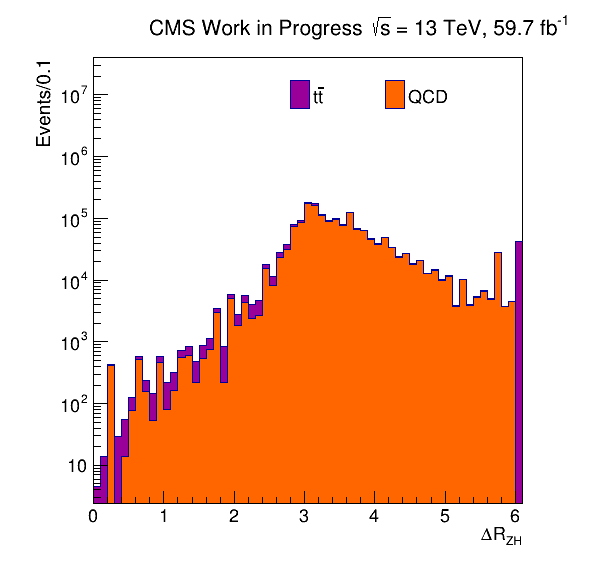 CMS Work in Progress √s = 13 TeV, 59.7 fb⁻¹
Events/0.1
tt̄ QCD
10⁷
10⁶
10⁵
10⁴
10³
10²
10
0 1 2 3 4 5 6
ΔR_ZH